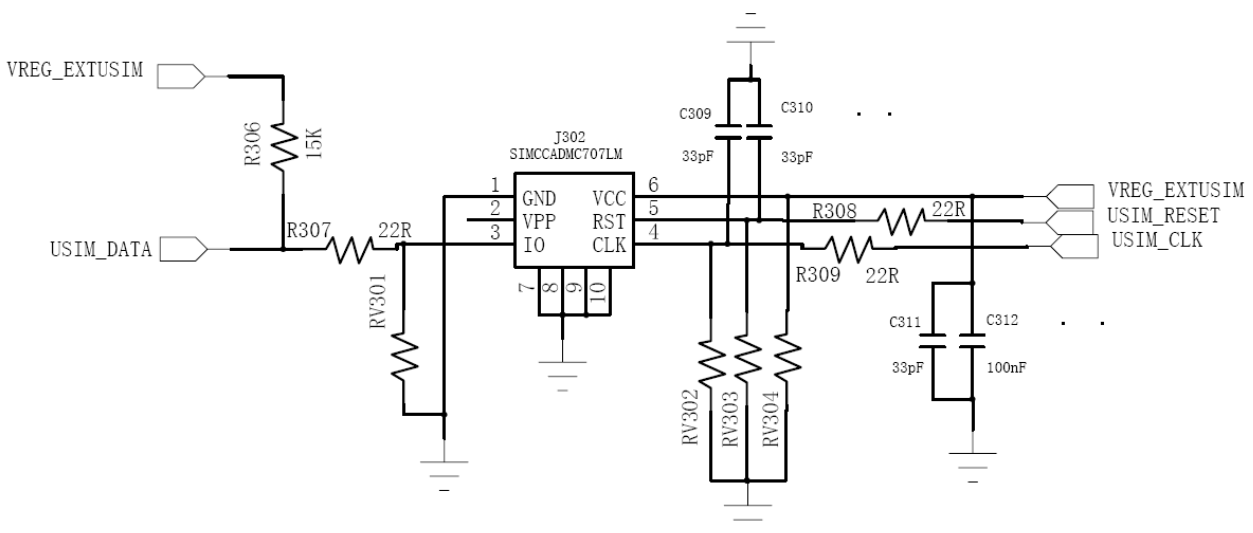 VREG_EXTUSIM
R306
15K
USIM_DATA
R307
22R
RV301
J302
SIMCCADMC707LM
1
2
3
GND
VPP
IO
VCC
RST
CLK
6
5
4
7
8
9
10
C309
33pF
C310
33pF
VREG_EXTUSIM
R308
22R
USIM_RESET
R309
22R
USIM_CLK
RV302
RV303
RV304
C311
33pF
C312
100nF